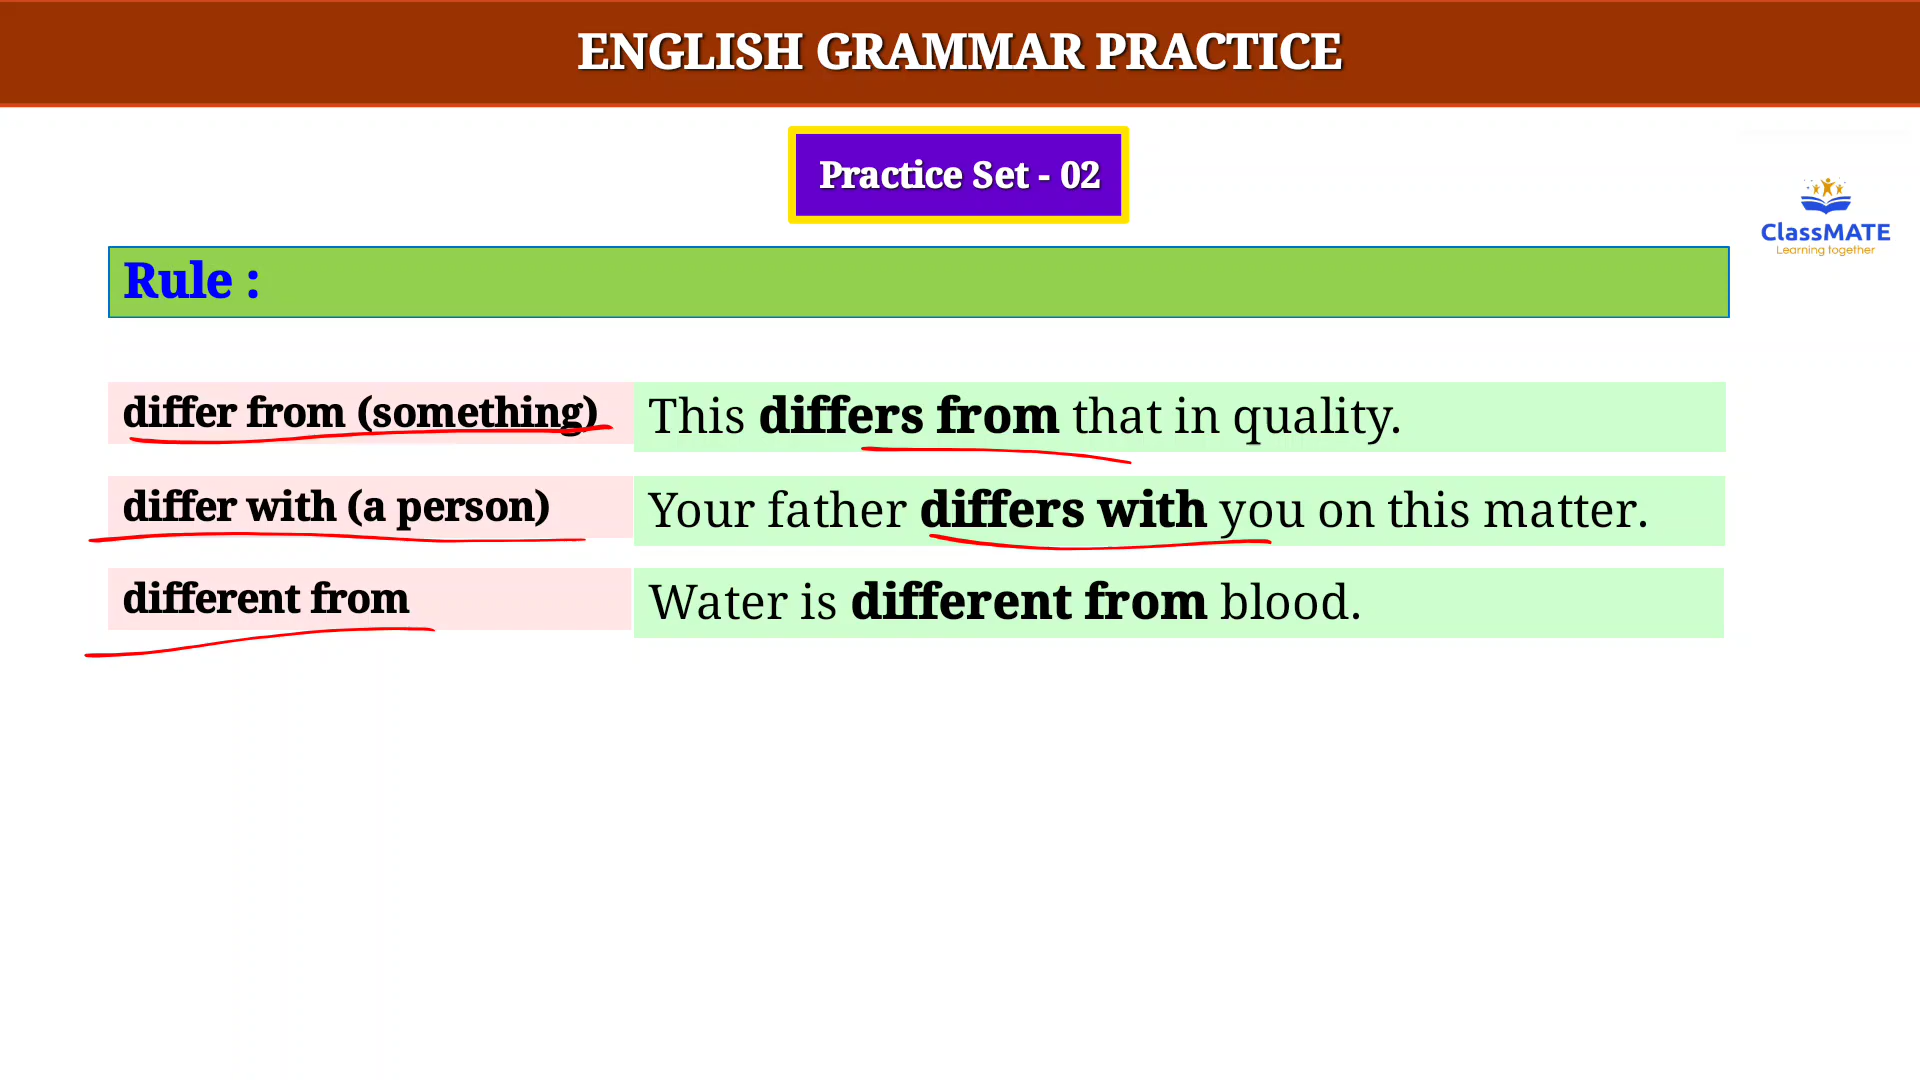 ENGLISH GRAMMAR PRACTICE
Practice Set - 02
ClassMATE
Learning together
Rule :
differ from (something) This differs from that in quality.
differ with (a person) Your father differs with you on this matter.
different from Water is different from blood.